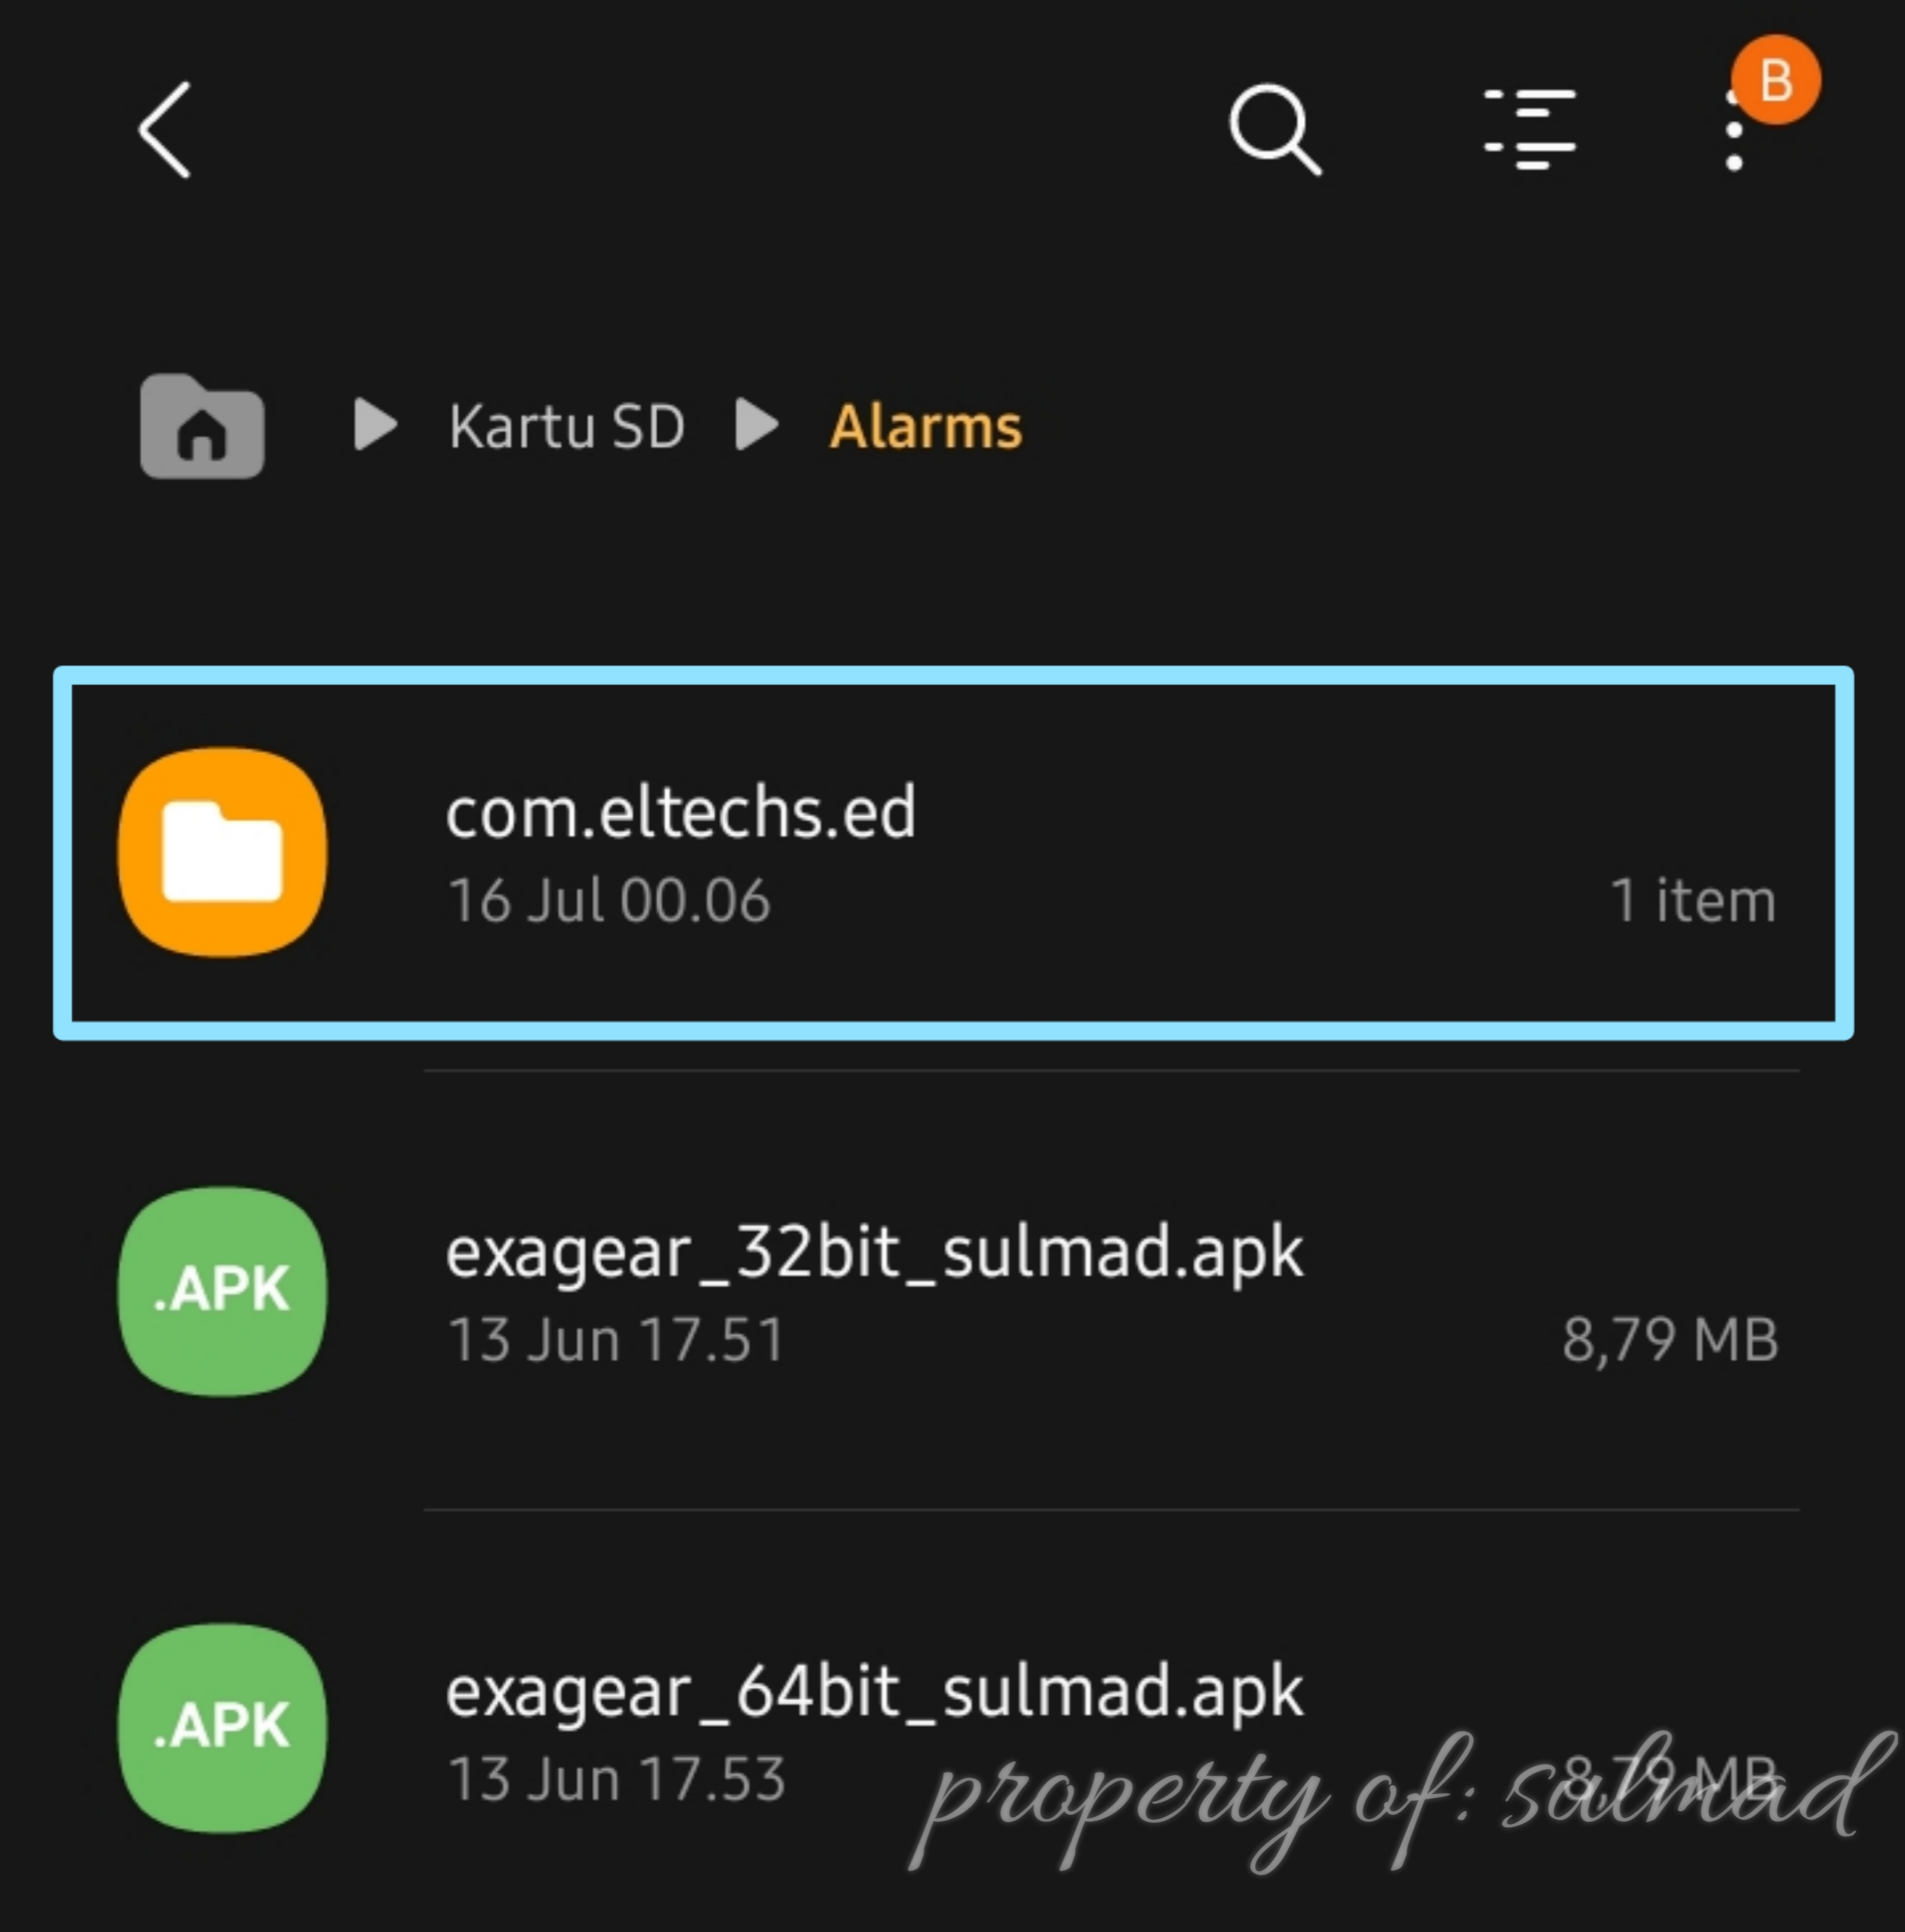 B
Kartu SD Alarms
com.eltechs.ed
16 Jul 00.06 1 item
.APK
exagear_32bit_sulmad.apk
13 Jun 17.51 8,79 MB
.APK
exagear_64bit_sulmad.apk
13 Jun 17.53 8,79 MB
property of: sulmad